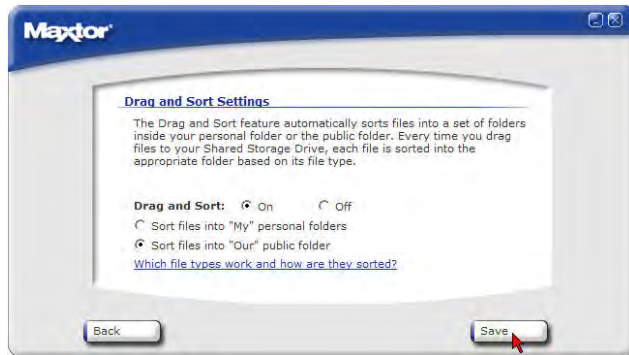 Maxtor
Drag and Sort Settings
The Drag and Sort feature automatically sorts files into a set of folders
inside your personal folder or the public folder. Every time you drag
files to your Shared Storage Drive, each file is sorted into the
appropriate folder based on its file type.
Drag and Sort: On Off
Sort files into "My" personal folders
Sort files into "Our" public folder
Which file types work and how are they sorted?
Back Save